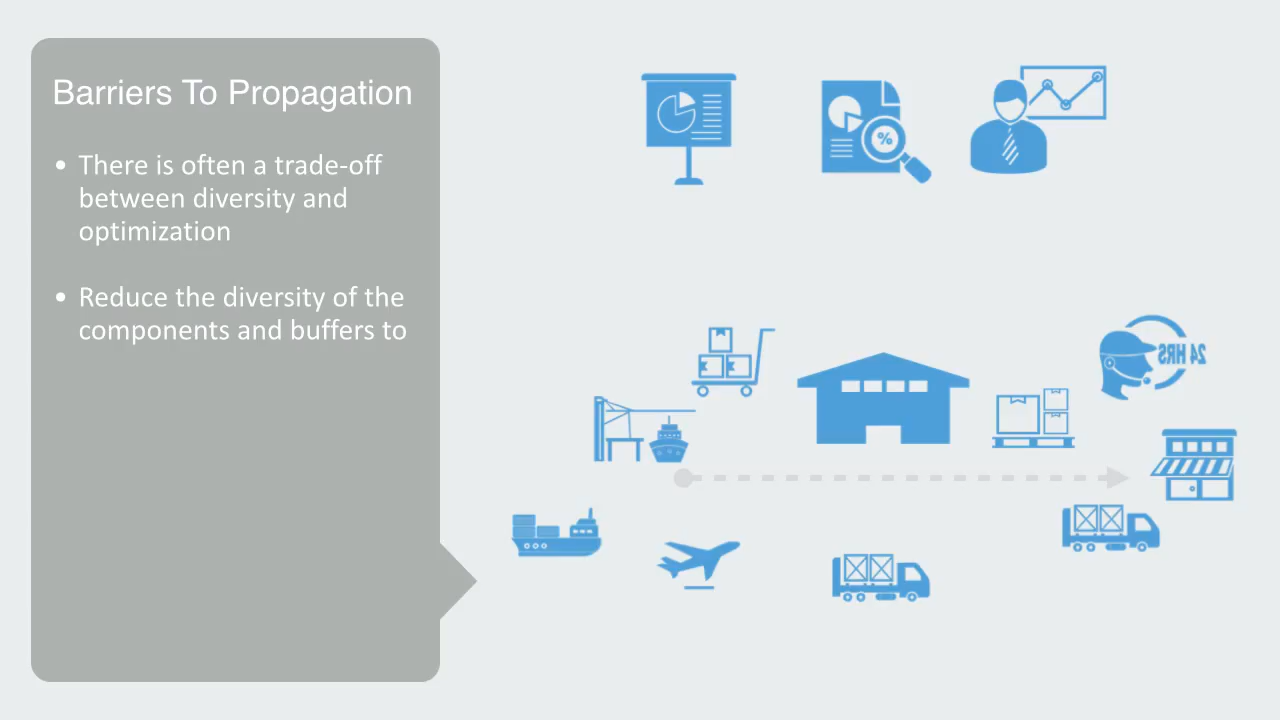 Barriers To Propagation
• There is often a trade-off
between diversity and
optimization
• Reduce the diversity of the
components and buffers to
%
24 HRS